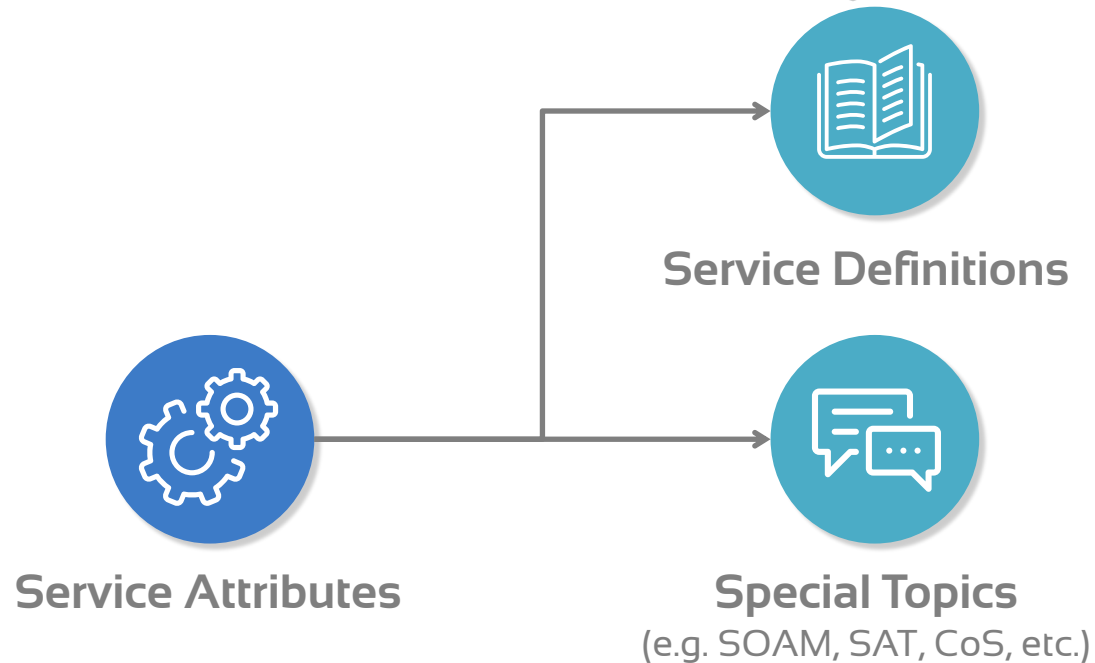 Service Definitions
Service Attributes
Special Topics
(e.g. SOAM, SAT, CoS, etc.)